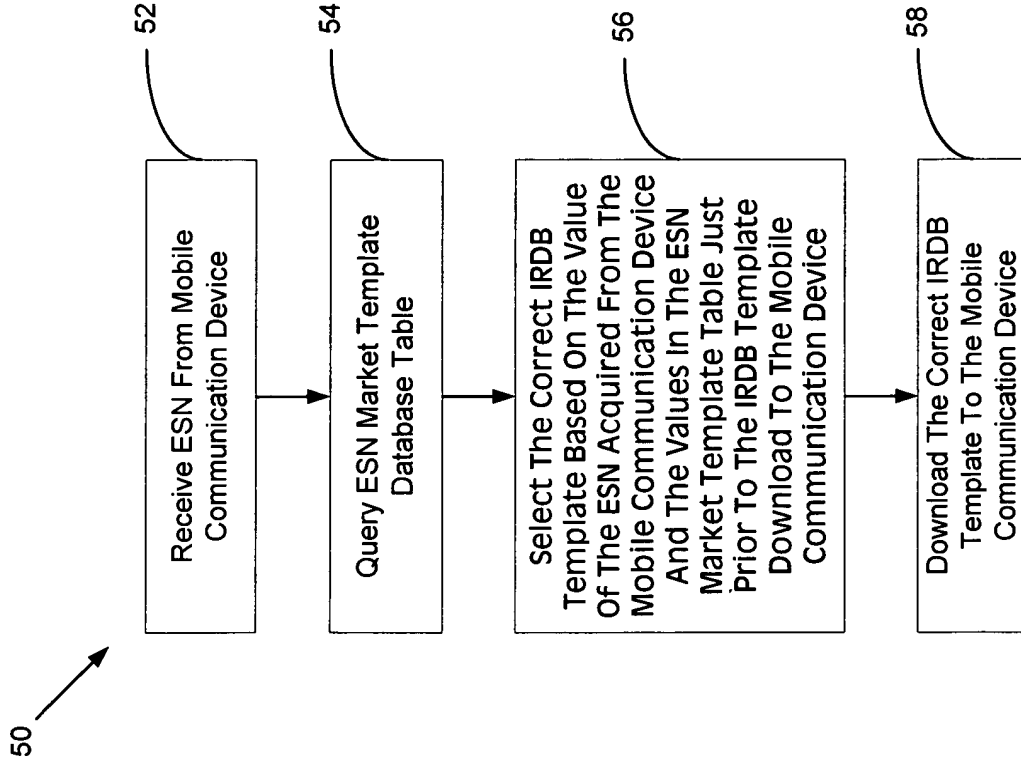 50
52
Receive ESN From Mobile
Communication Device
54
Query ESN Market Template
Database Table
56
Select The Correct IRDB
Template Based On The Value
Of The ESN Acquired From The
Mobile Communication Device
And The Values In The ESN
Market Template Table Just
Prior To The IRDB Template
Download To The Mobile
Communication Device
58
Download The Correct IRDB
Template To The Mobile
Communication Device